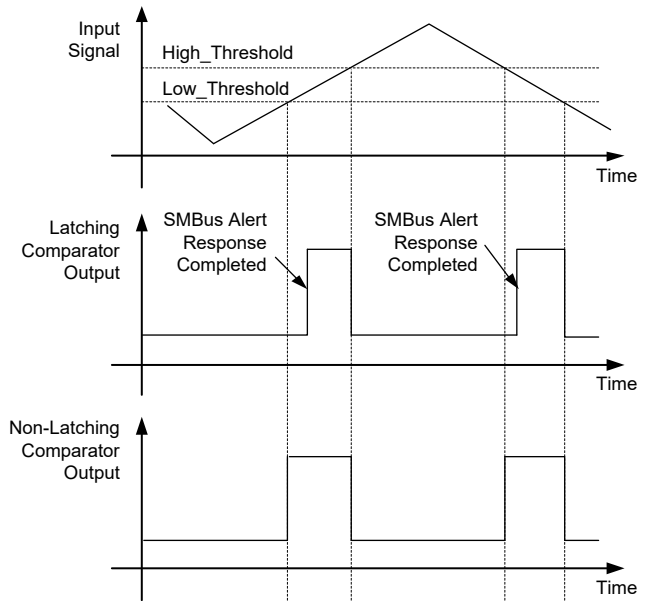 Input
Signal
High_Threshold
Low_Threshold
Time
Latching
Comparator
Output
SMBus Alert
Response
Completed
SMBus Alert
Response
Completed
Time
Non-Latching
Comparator
Output
Time